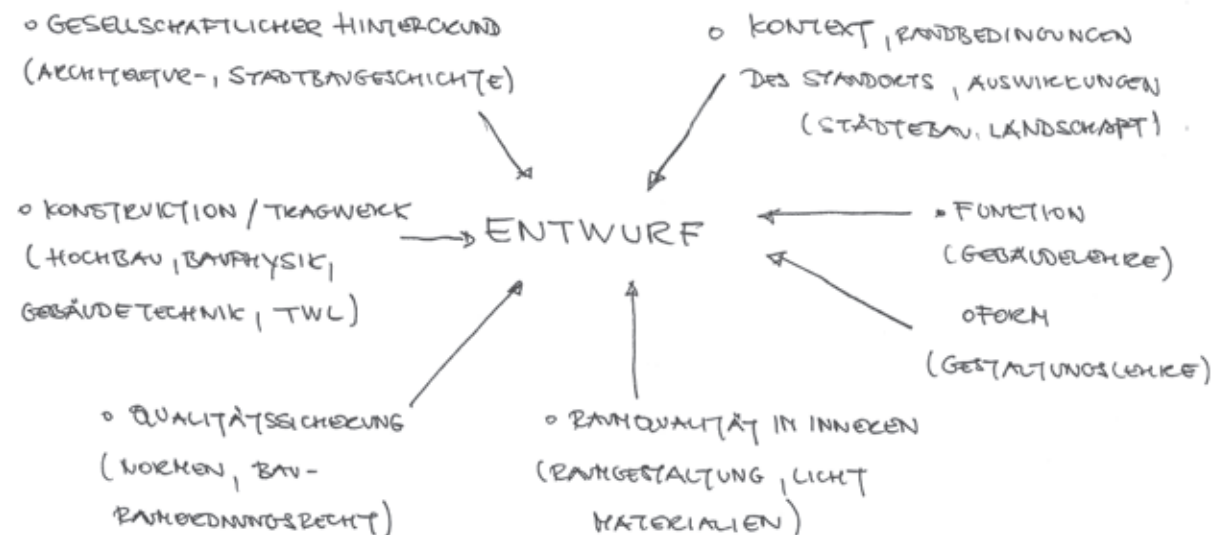 o GESELLSCHAFTLICHER HINTERGRUND
(ARCHITEKTUR-, STADTBAUGESCHICHTE)
o KONTEXT, RANDBEDINGUNGEN
DES STANDORTS, AUSWIRKUNGEN
(STÄDTEBAU, LANDSCHAFT)
o KONSTRUKTION / TRAGWERK
(HOCHBAU, BAUPHYSIK,
GEBÄUDETECHNIK, TWL)
ENTWURF
• FUNKTION
(GEBÄUDELEHRE)
o FORM
(GESTALTUNGSLEHRE)
o QUALITÄTSSICHERUNG
(NORMEN, BAU-
RAUMORDNUNGSRECHT)
o RAUMQUALITÄT IM INNEREN
(RAUMGESTALTUNG, LICHT
MATERIALIEN)